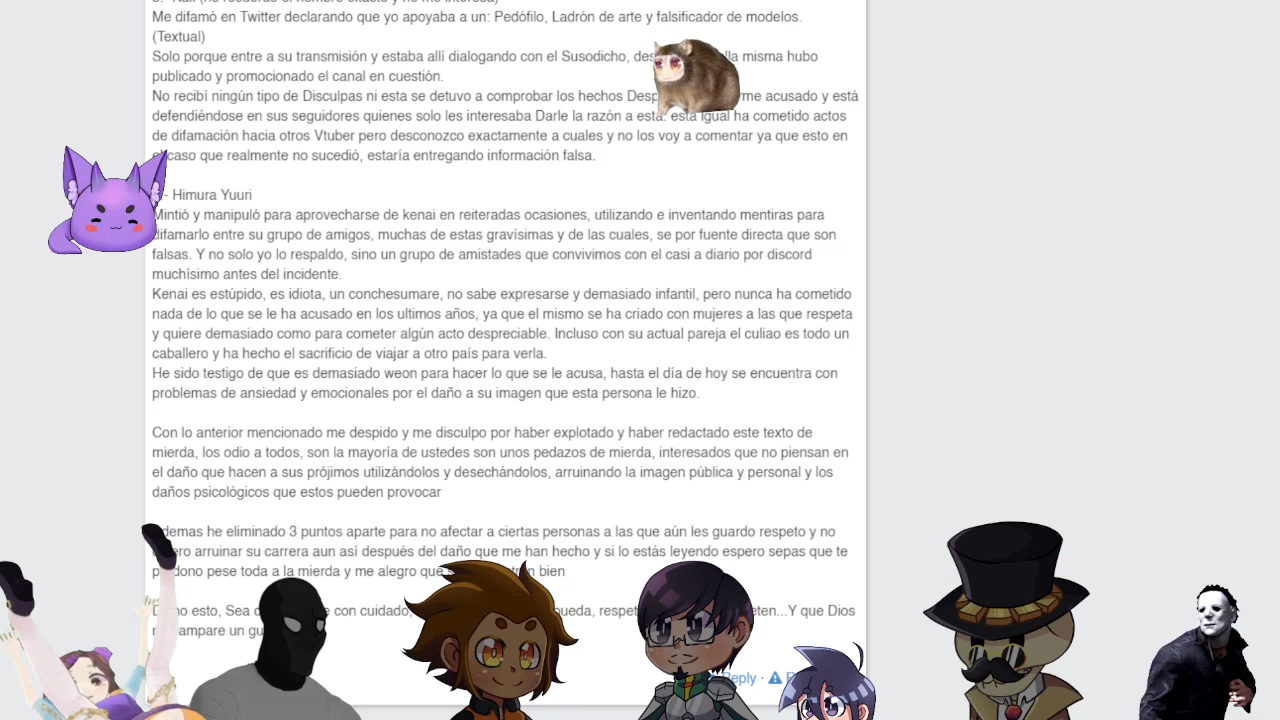 Me difamó en Twitter declarando que yo apoyaba a un: Pedófilo, Ladrón de arte y falsificador de modelos.
(Textual)
Solo porque entre a su transmisión y estaba allí dialogando con el Susodicho, misma hubo
publicado y promocionado el canal en cuestión.
No recibí ningún tipo de Disculpas ni esta se detuvo a comprobar los hechos acusado y está
defendiéndose en sus seguidores quienes solo les interesaba Darle la razón a esta. esta igual ha cometido actos
de difamación hacia otros Vtuber pero desconozco exactamente a cuales y no los voy a comentar ya que esto en
caso que realmente no sucedió, estaría entregando información falsa.
- Himura Yuuri
Mintió y manipuló para aprovecharse de kenai en reiteradas ocasiones, utilizando e inventando mentiras para
difamarlo entre su grupo de amigos, muchas de estas gravísimas y de las cuales, se por fuente directa que son
falsas. Y no solo yo lo respaldo, sino un grupo de amistades que convivimos con el casi a diario por discord
muchísimo antes del incidente.
Kenai es estúpido, es idiota, un conchesumare, no sabe expresarse y demasiado infantil, pero nunca ha cometido
nada de lo que se le ha acusado en los ultimos años, ya que el mismo se ha criado con mujeres a las que respeta
y quiere demasiado como para cometer algún acto despreciable. Incluso con su actual pareja el culiao es todo un
caballero y ha hecho el sacrificio de viajar a otro país para verla.
He sido testigo de que es demasiado weon para hacer lo que se le acusa, hasta el día de hoy se encuentra con
problemas de ansiedad y emocionales por el daño a su imagen que esta persona le hizo.
Con lo anterior mencionado me despido y me disculpo por haber explotado y haber redactado este texto de
mierda, los odio a todos, son la mayoría de ustedes son unos pedazos de mierda, interesados que no piensan en
el daño que hacen a sus prójimos utilizándolos y desechándolos, arruinando la imagen pública y personal y los
daños psicológicos que estos pueden provocar
demas he eliminado 3 puntos aparte para no afectar a ciertas personas a las que aún les guardo respeto y no
arruinar su carrera aun así después del daño que me han hecho y si lo estás leyendo espero sepas que te
pese toda a la mierda y me alegro que bien
esto, Sea con cuidado, pueda, Y que Dios
ampare un
Reply ·